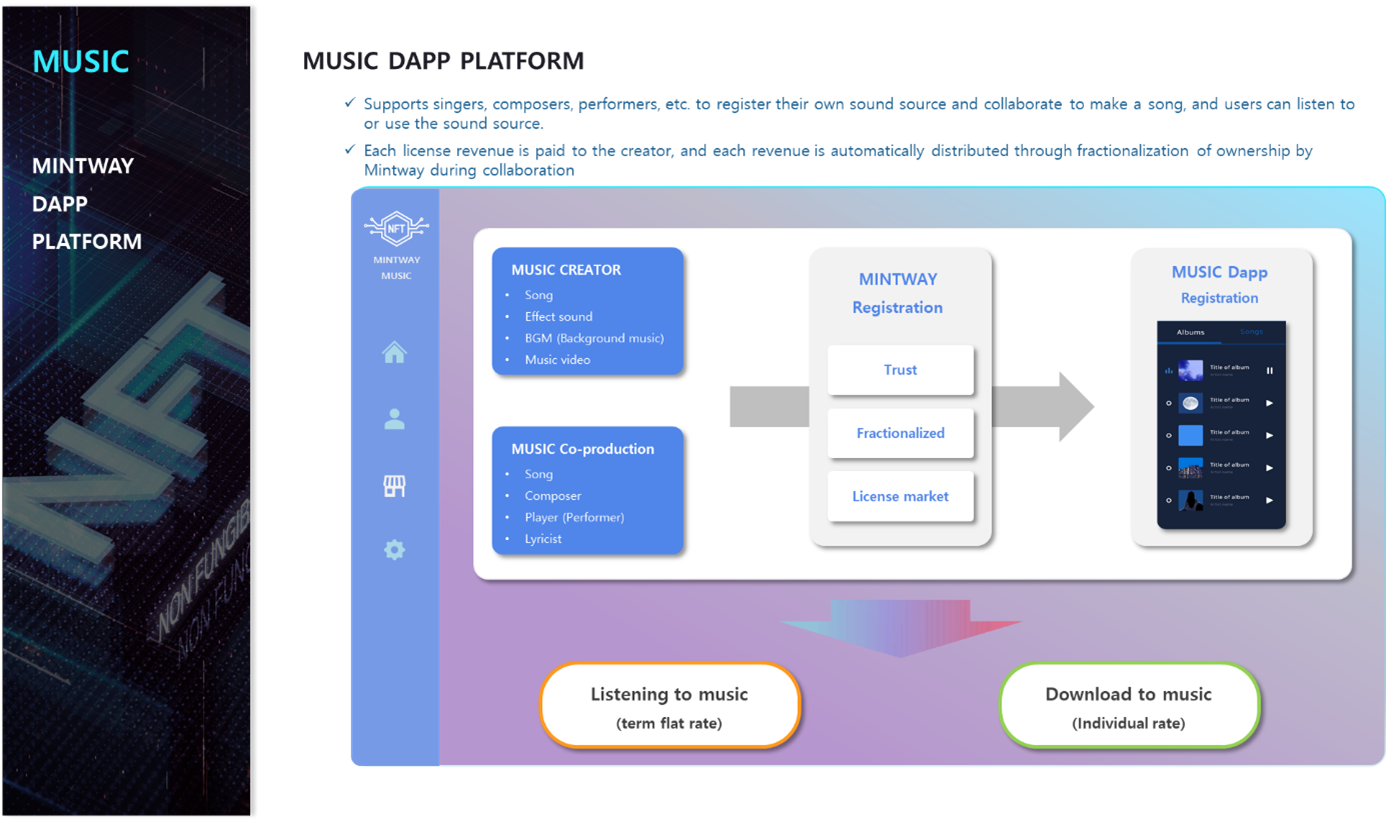 MUSIC
MINTWAY
DAPP
PLATFORM
NFT
NON FUNGIB
NON FUNG
MUSIC DAPP PLATFORM
✓ Supports singers, composers, performers, etc. to register their own sound source and collaborate to make a song, and users can listen to
or use the sound source.
✓ Each license revenue is paid to the creator, and each revenue is automatically distributed through fractionalization of ownership by
Mintway during collaboration
NFT
MINTWAY
MUSIC
MUSIC CREATOR
• Song
• Effect sound
• BGM (Background music)
• Music video
MUSIC Co-production
• Song
• Composer
• Player (Performer)
• Lyricist
MINTWAY
Registration
Trust
Fractionalized
License market
MUSIC Dapp
Registration
Albums Songs
Title of album
Title of album
Title of album
Title of album
Title of album
Listening to music
(term flat rate)
Download to music
(Individual rate)